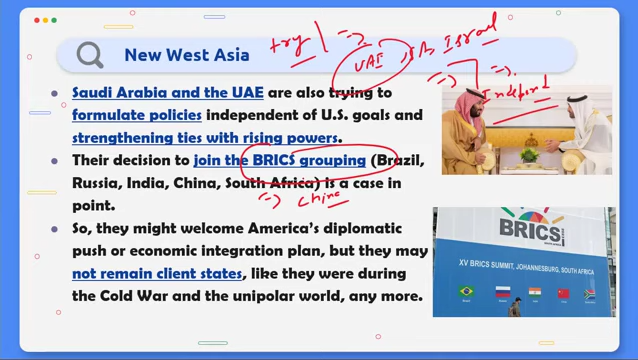 New West Asia
try => UAE Israel
=> =>
Independ
Saudi Arabia and the UAE are also trying to
formulate policies independent of U.S. goals and
strengthening ties with rising powers.
Their decision to join the BRICS grouping (Brazil,
Russia, India, China, South Africa) is a case in
point.
=> China
So, they might welcome America's diplomatic
push or economic integration plan, but they may
not remain client states, like they were during
the Cold War and the unipolar world, any more.
BRICS
XV BRICS SUMMIT, JOHANNESBURG, SOUTH AFRICA